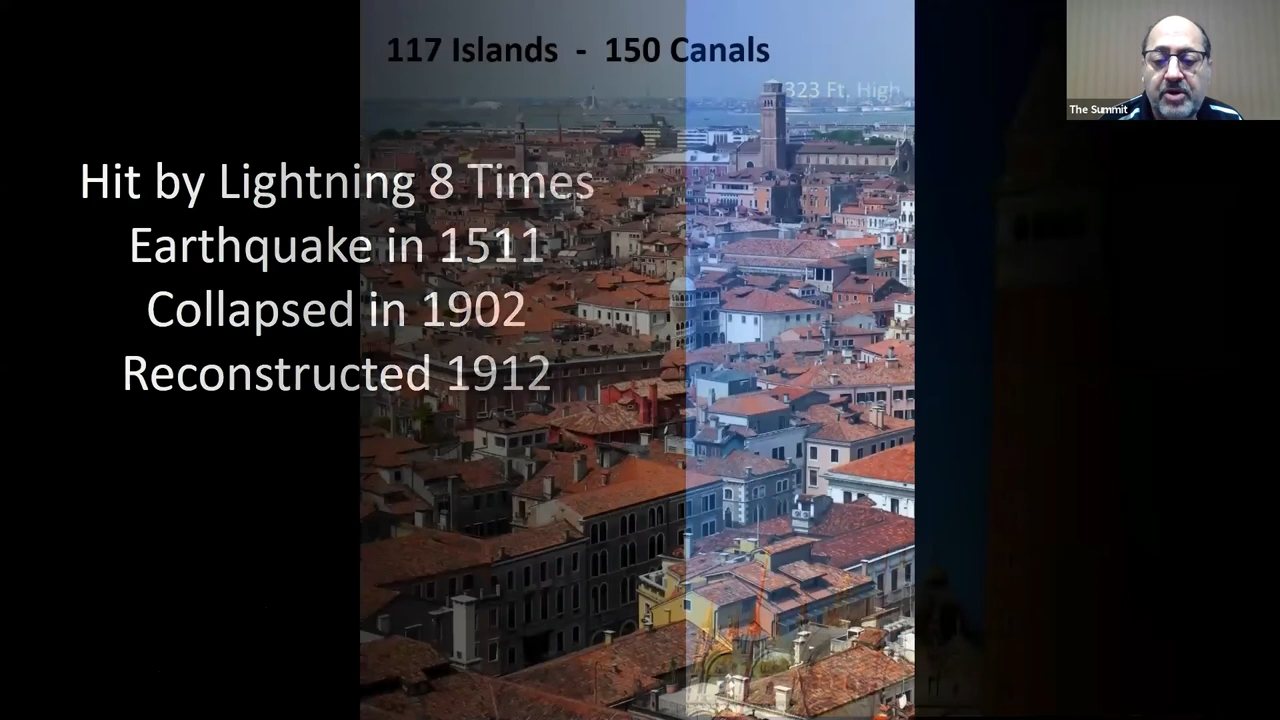 117 Islands - 150 Canals
323 Ft. High
The Summit
Hit by Lightning 8 Times
Earthquake in 1511
Collapsed in 1902
Reconstructed 1912